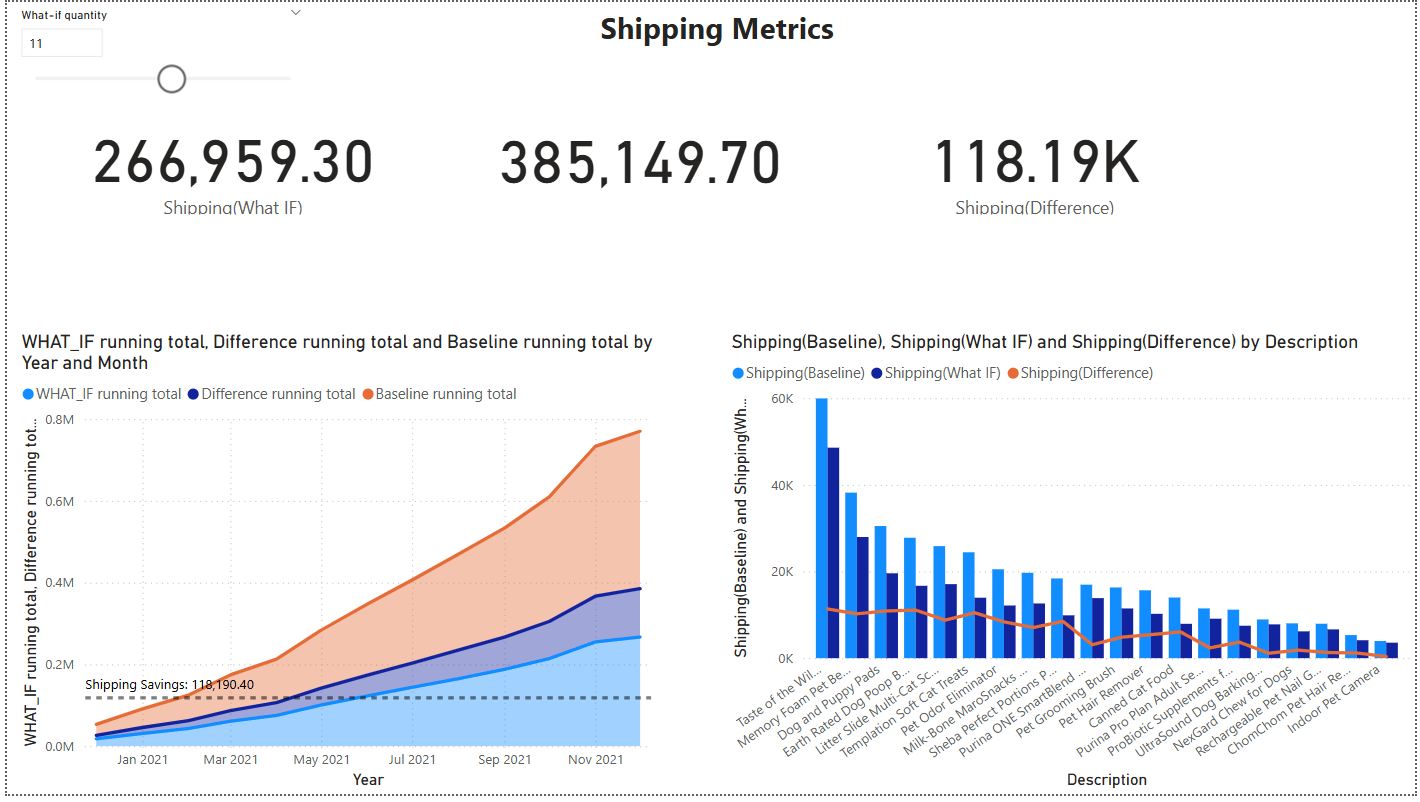 What-if quantity
11
Shipping Metrics
266,959.30
Shipping(What IF)
385,149.70
118.19K
Shipping(Difference)
WHAT_IF running total, Difference running total and Baseline running total by
Year and Month
WHAT_IF running total Difference running total Baseline running total
WHAT_IF running total, Difference running tot...
0.8M
0.6M
0.4M
0.2M
0.0M
Shipping Savings: 118,190.40
Jan 2021 Mar 2021 May 2021 Jul 2021 Sep 2021 Nov 2021
Year
Shipping(Baseline), Shipping(What IF) and Shipping(Difference) by Description
Shipping(Baseline) Shipping(What IF) Shipping(Difference)
Shipping(Baseline) and Shipping(Wh...
60K
40K
20K
0K
Taste of the Wil...
Memory Foam Pet Be...
Dog and Puppy Pads
Earth Rated Dog Poop B...
Litter Slide Multi-Cat Sc...
Templation Soft Cat Treats
Pet Odor Eliminator
Milk-Bone MaroSnacks ...
Sheba Perfect Portions P...
Purina ONE SmartBlend ...
Pet Grooming Brush
Pet Hair Remover
Canned Cat Food
Purina Pro Plan Adult Se...
ProBiotic Supplements f...
UltraSound Dog Barking...
NexGard Chew for Dogs
Rechargeable Pet Nail G...
ChomChom Pet Hair Re...
Indoor Pet Camera
Description